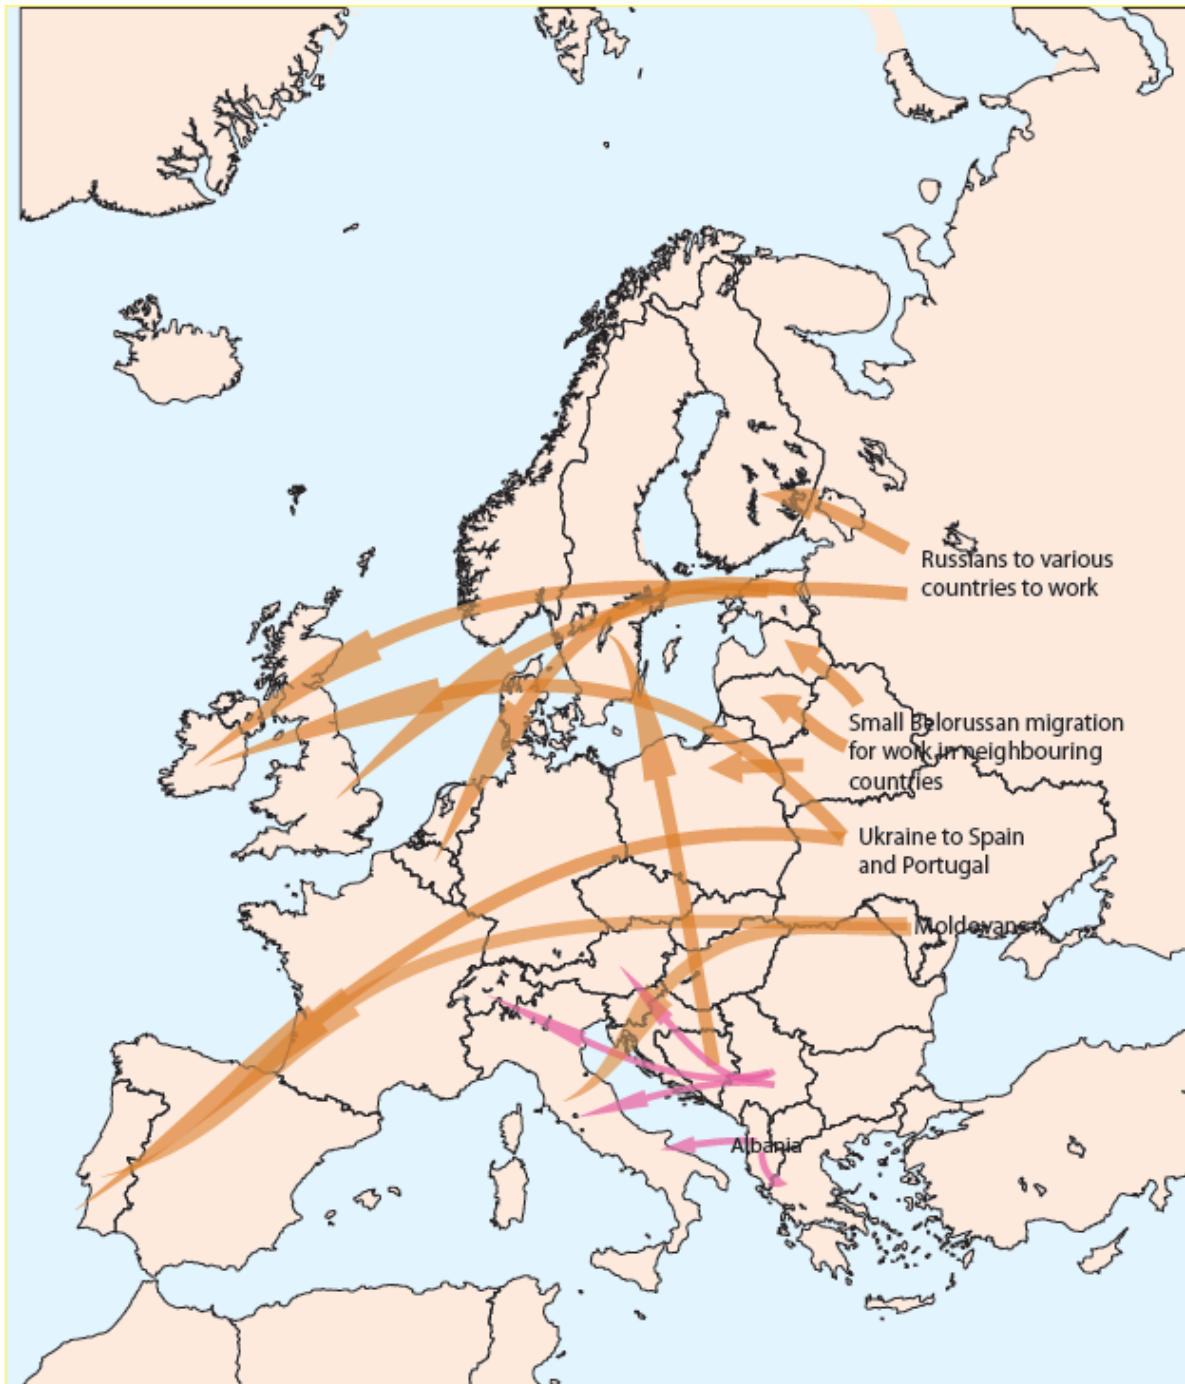 Russians to various
countries to work
Small Belorussan migration
for work in neighbouring
countries
Ukraine to Spain
and Portugal
Moldovans
Albania